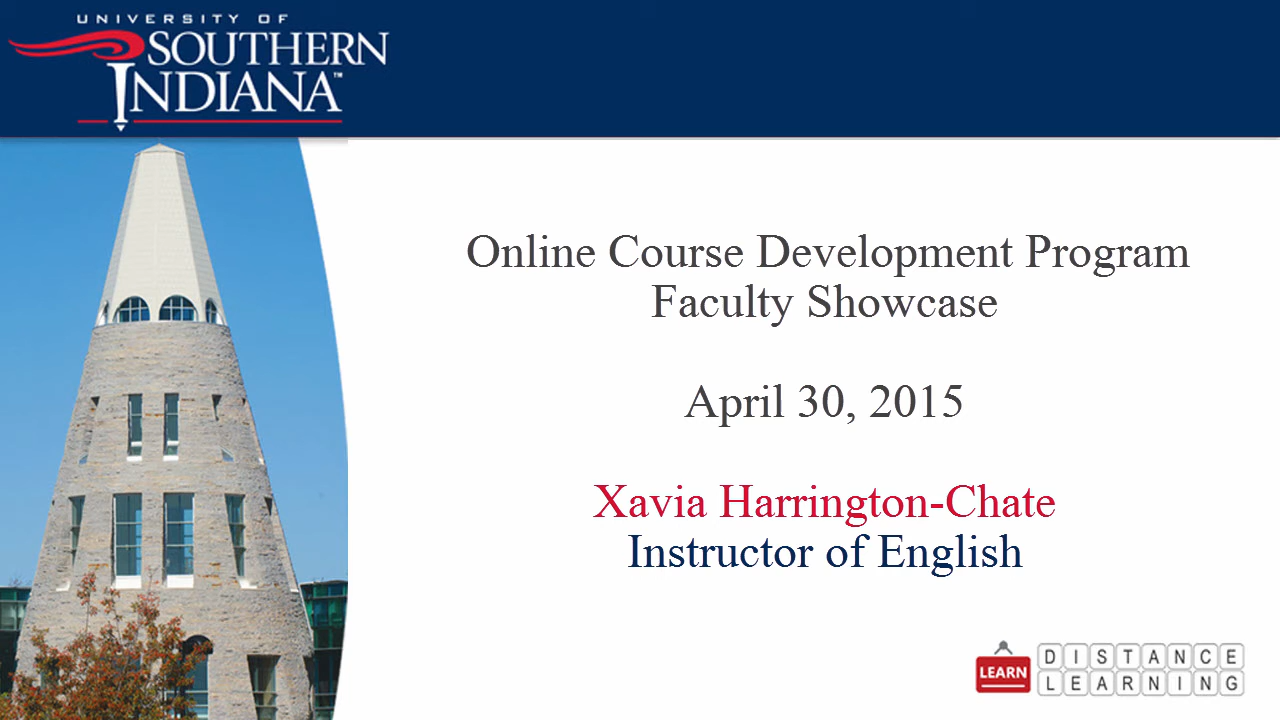 UNIVERSITY OF
SOUTHERN
INDIANA™
Online Course Development Program
Faculty Showcase
April 30, 2015
Xavia Harrington-Chate
Instructor of English
LEARN
DISTANCE
LEARNING